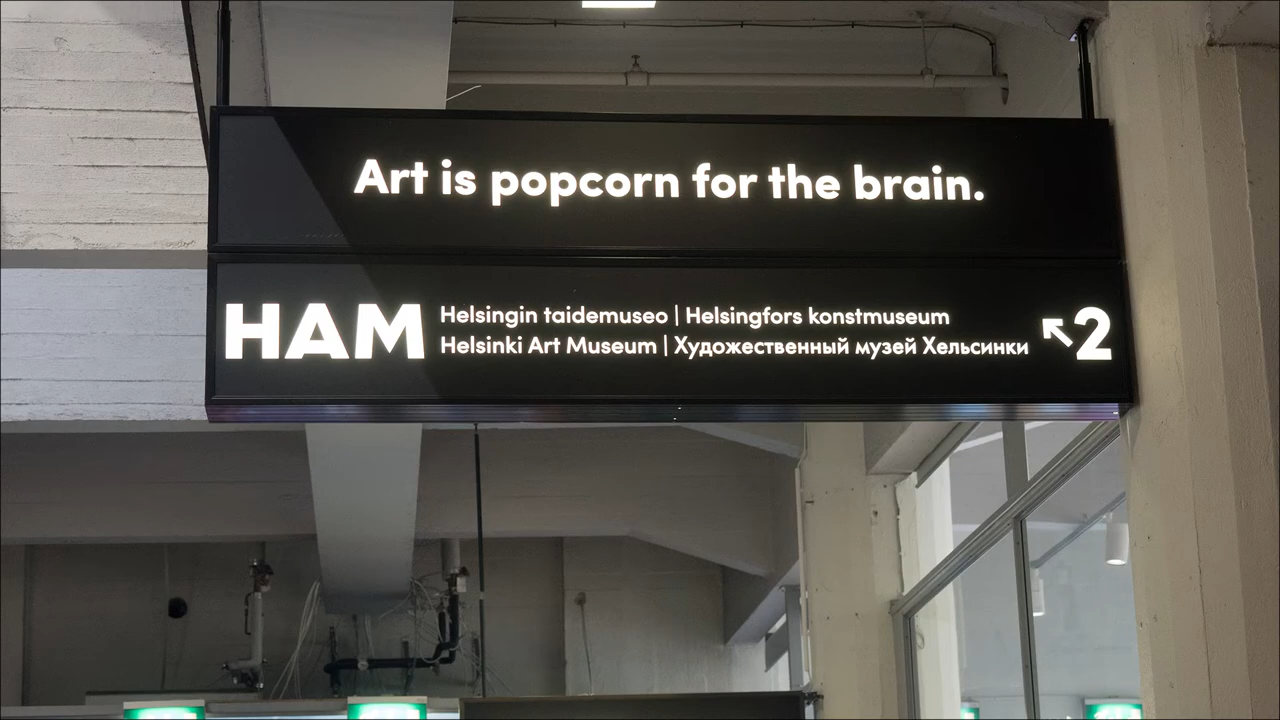 Art is popcorn for the brain.
HAM
Helsingin taidemuseo | Helsingfors konstmuseum
Helsinki Art Museum | Художественный музей Хельсинки
↖2